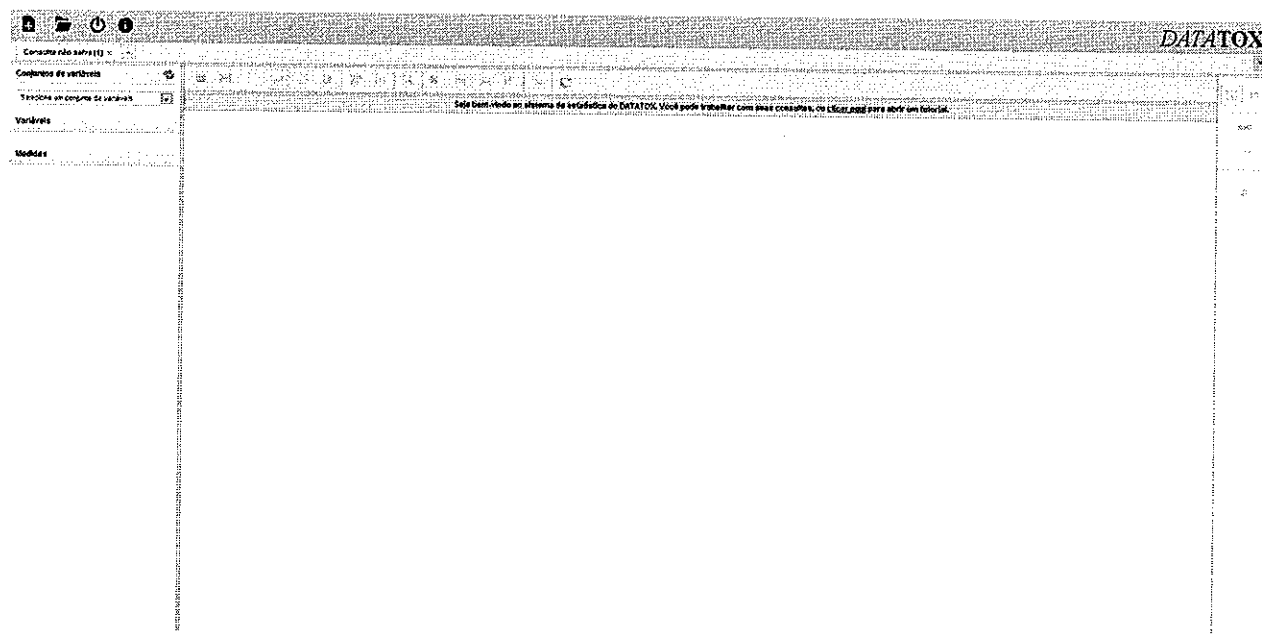 DATATOX
Consulta não salva (1) ×
Conjuntos de variáveis
Selecione um conjunto de variáveis
Seja bem vindo ao sistema de estatística do DATATOX. Você pode trabalhar com suas consultas, ou clicar aqui para abrir um tutorial.
Variáveis
Medidas